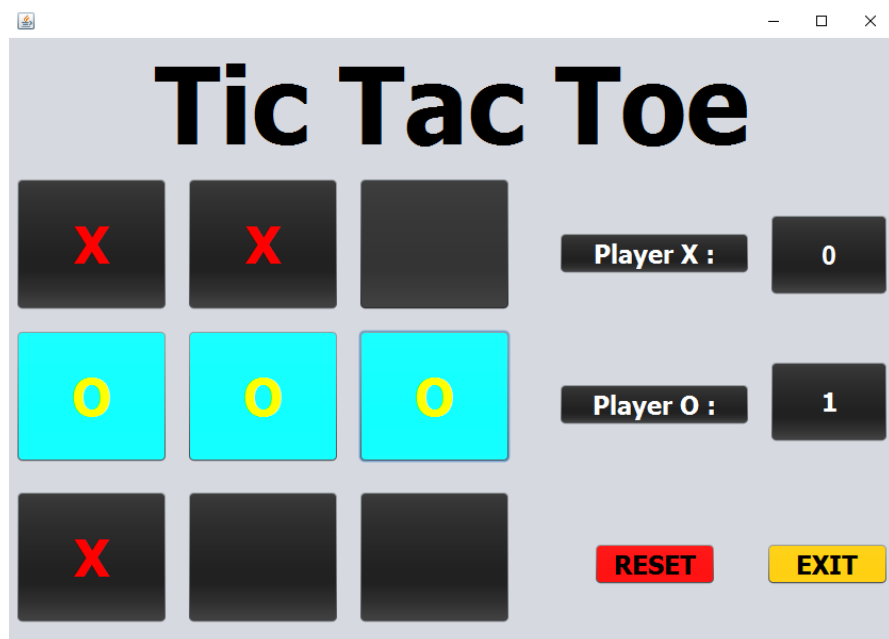 Tic Tac Toe
X X
Player X : 0
O O O
Player O : 1
X
RESET EXIT